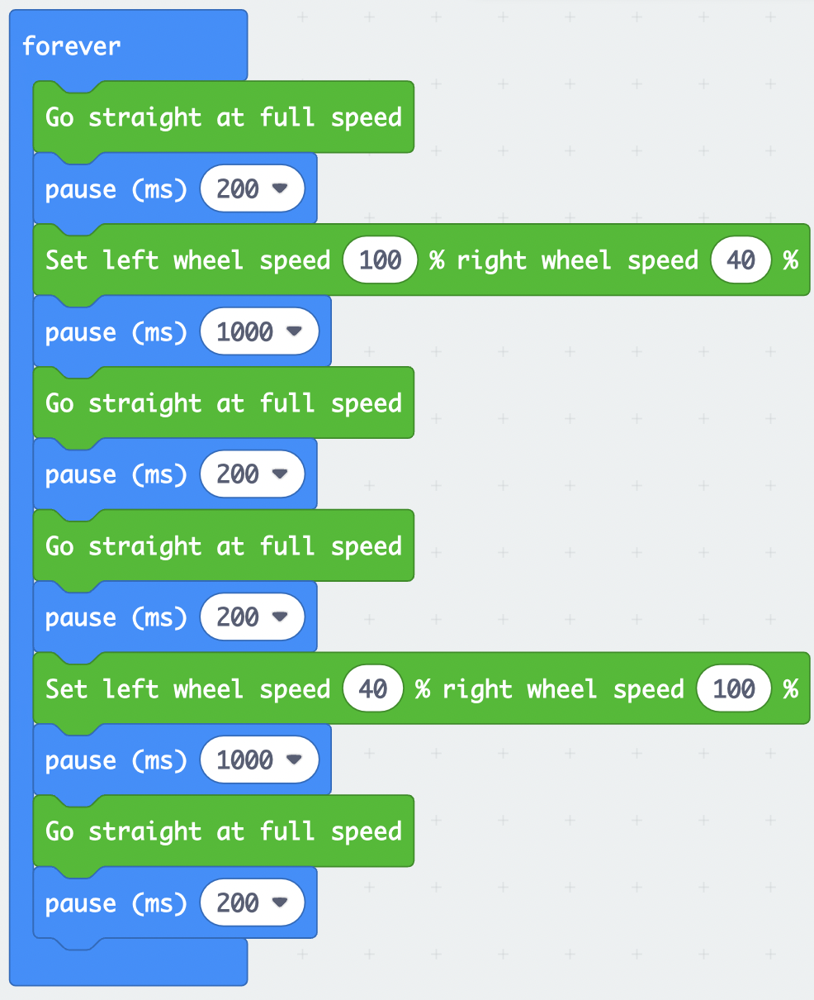 forever
Go straight at full speed
pause (ms) 200
Set left wheel speed 100 % right wheel speed 40 %
pause (ms) 1000
Go straight at full speed
pause (ms) 200
Go straight at full speed
pause (ms) 200
Set left wheel speed 40 % right wheel speed 100 %
pause (ms) 1000
Go straight at full speed
pause (ms) 200